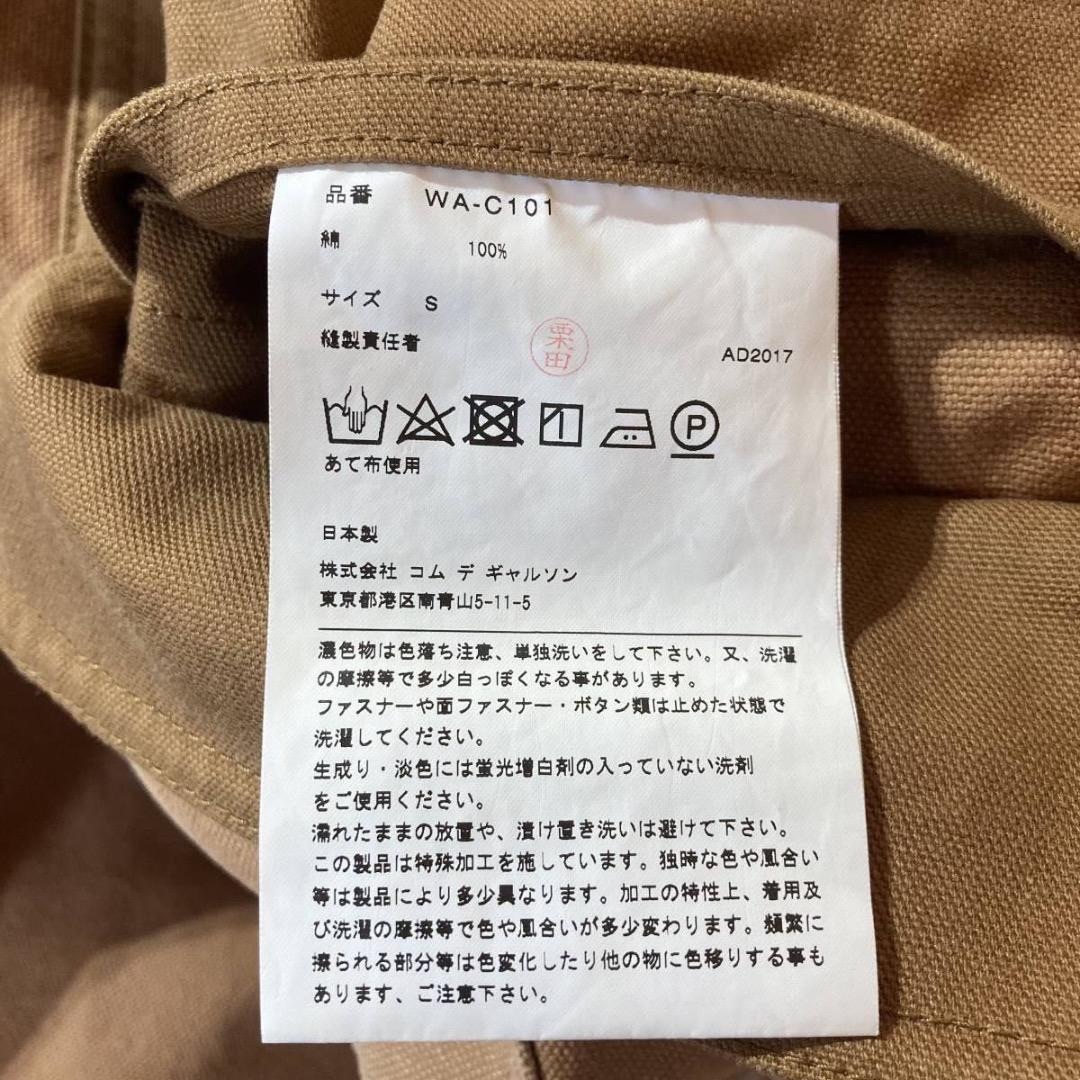 品番 WA-C101
綿 100%
サイズ S
縫製責任者 栗田 AD2017
P
あて布使用
日本製
株式会社 コム デ ギャルソン
東京都港区南青山5-11-5
濃色物は色落ち注意、単独洗いをして下さい。又、洗濯
の摩擦等で多少白っぽくなる事があります。
ファスナーや面ファスナー・ボタン類は止めた状態で
洗濯してください。
生成り・淡色には蛍光増白剤の入っていない洗剤
をご使用ください。
濡れたままの放置や、漬け置き洗いは避けて下さい。
この製品は特殊加工を施しています。独時な色や風合い
等は製品により多少異なります。加工の特性上、着用及
び洗濯の摩擦等で色や風合いが多少変わります。頻繁に
擦られる部分等は色変化したり他の物に色移りする事も
あります、ご注意下さい。